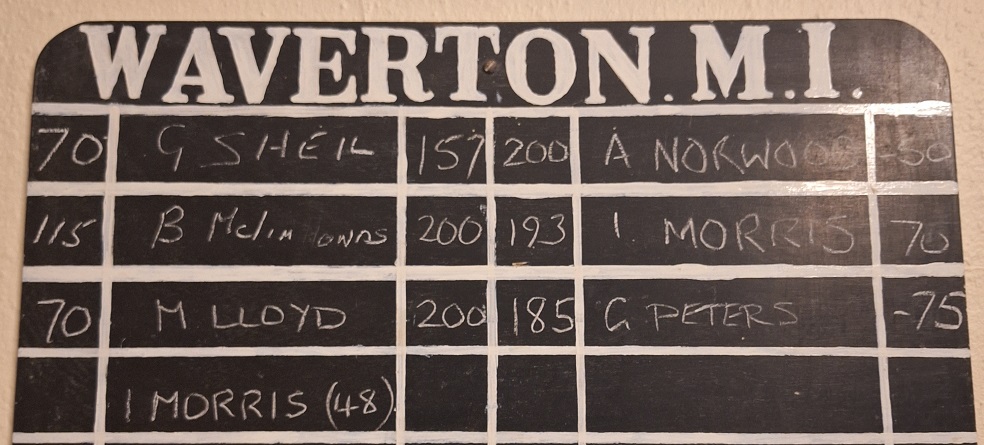 WAVERTON. M.I.
70 G SHEIL 157 200 A NORWOOD -50
115 B 200 193 I MORRIS 70
70 M LLOYD 200 185 G PETERS -75
I MORRIS (48)